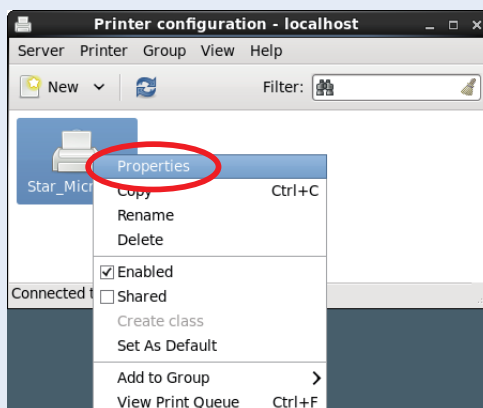 Printer configuration - localhost
Server Printer Group View Help
New Filter:
Star_Micr
Properties
Copy Ctrl+C
Rename
Delete
Enabled
Shared
Create class
Set As Default
Add to Group
View Print Queue Ctrl+F
Connected t